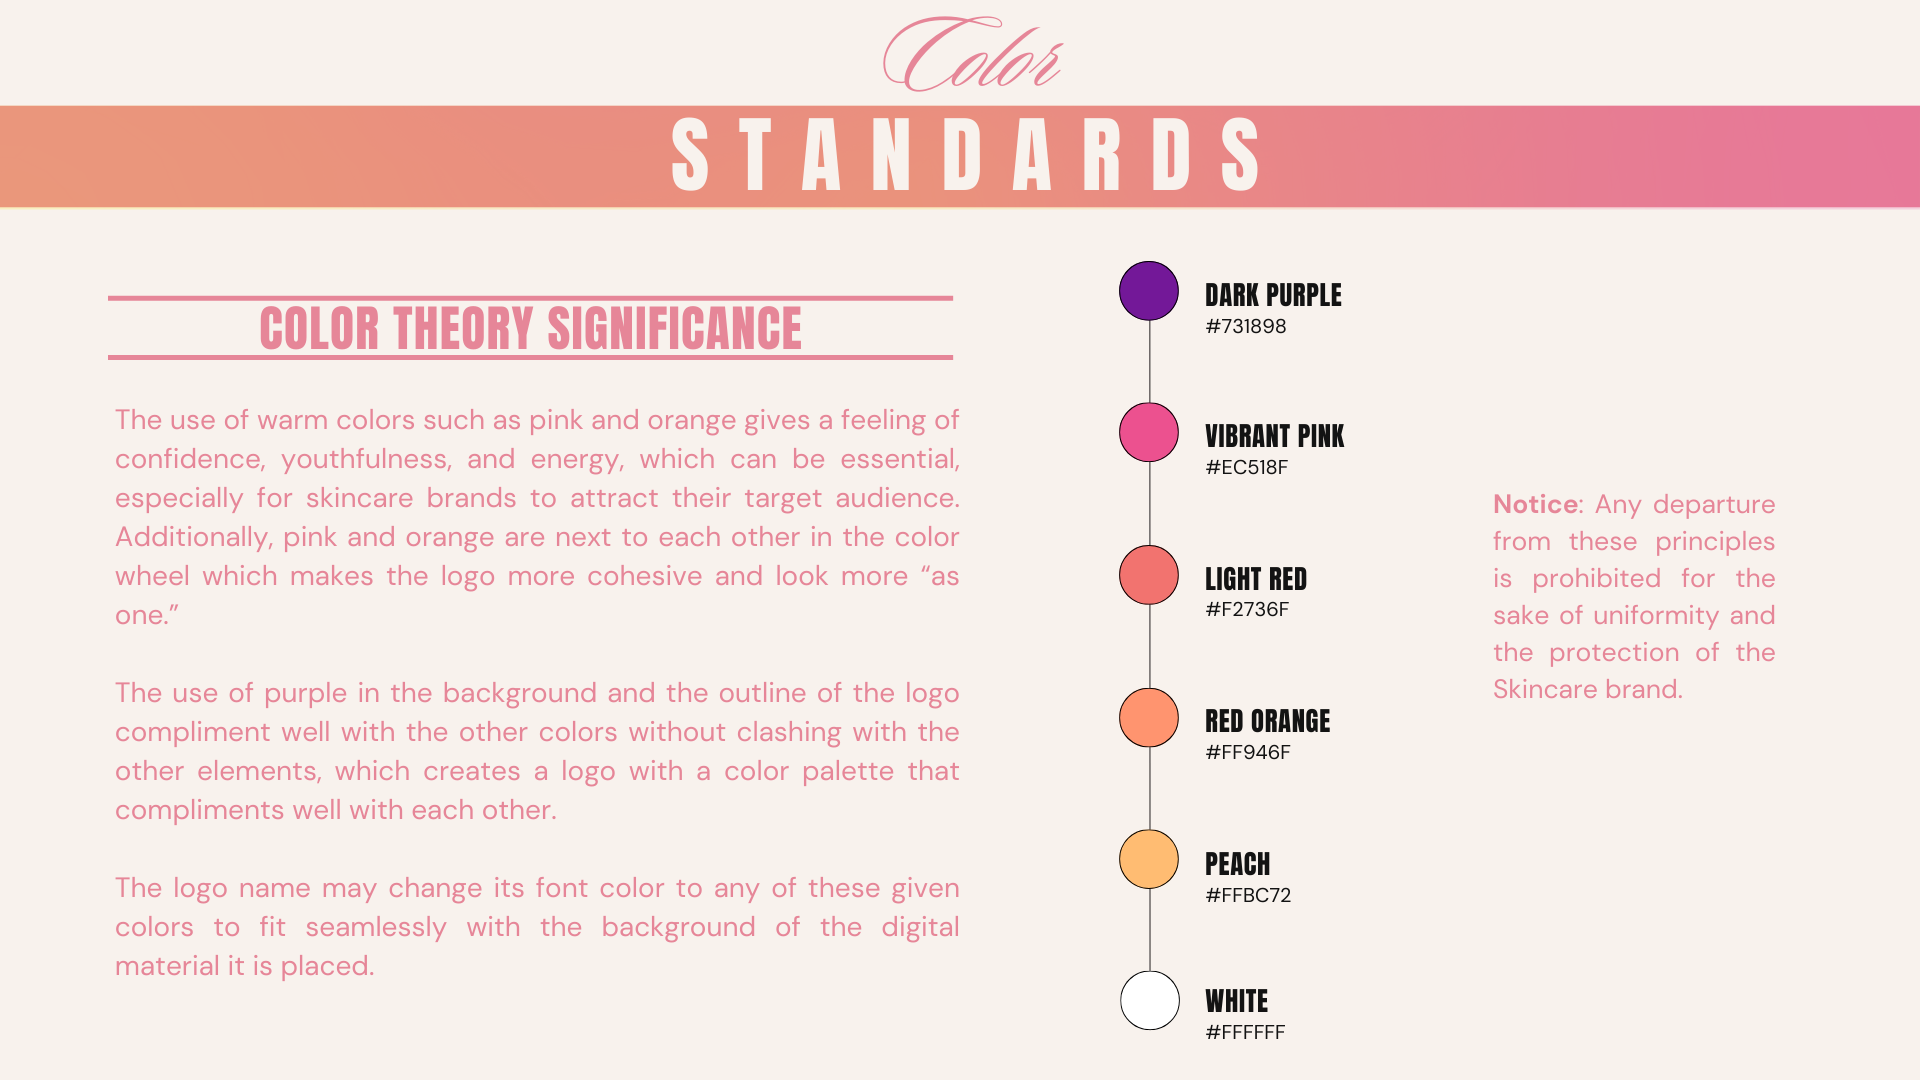 Color
STANDARDS
COLOR THEORY SIGNIFICANCE
The use of warm colors such as pink and orange gives a feeling of
confidence, youthfulness, and energy, which can be essential,
especially for skincare brands to attract their target audience.
Additionally, pink and orange are next to each other in the color
wheel which makes the logo more cohesive and look more “as
one.”
The use of purple in the background and the outline of the logo
compliment well with the other colors without clashing with the
other elements, which creates a logo with a color palette that
compliments well with each other.
The logo name may change its font color to any of these given
colors to fit seamlessly with the background of the digital
material it is placed.
DARK PURPLE
#731898
VIBRANT PINK
#EC518F
LIGHT RED
#F2736F
RED ORANGE
#FF946F
PEACH
#FFBC72
WHITE
#FFFFFF
Notice: Any departure
from these principles
is prohibited for the
sake of uniformity and
the protection of the
Skincare brand.